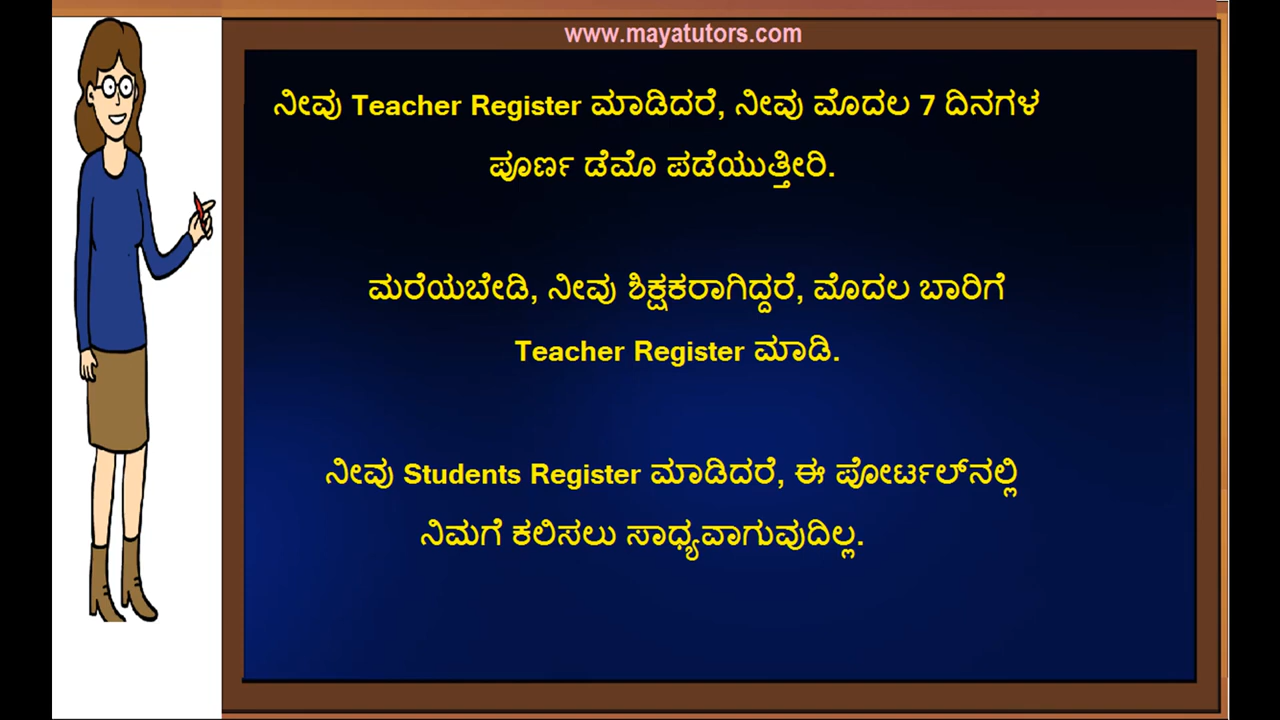 www.mayatutors.com
ನೀವು Teacher Register ಮಾಡಿದರೆ, ನೀವು ಮೊದಲ 7 ದಿನಗಳ
ಪೂರ್ಣ ಡೆಮೊ ಪಡೆಯುತ್ತೀರಿ.
ಮರೆಯಬೇಡಿ, ನೀವು ಶಿಕ್ಷಕರಾಗಿದ್ದರೆ, ಮೊದಲ ಬಾರಿಗೆ
Teacher Register ಮಾಡಿ.
ನೀವು Students Register ಮಾಡಿದರೆ, ಈ ಪೋರ್ಟಲ್‌ನಲ್ಲಿ
ನಿಮಗೆ ಕಲಿಸಲು ಸಾಧ್ಯವಾಗುವುದಿಲ್ಲ.